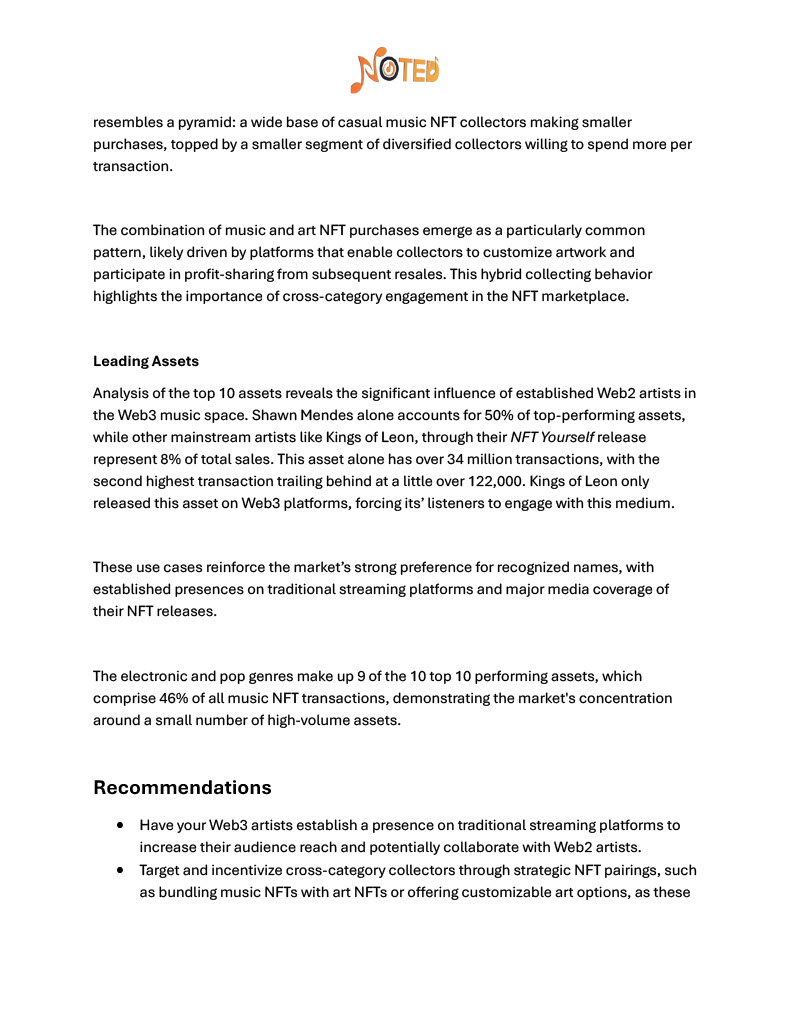 NOTED
resembles a pyramid: a wide base of casual music NFT collectors making smaller
purchases, topped by a smaller segment of diversified collectors willing to spend more per
transaction.
The combination of music and art NFT purchases emerge as a particularly common
pattern, likely driven by platforms that enable collectors to customize artwork and
participate in profit-sharing from subsequent resales. This hybrid collecting behavior
highlights the importance of cross-category engagement in the NFT marketplace.
Leading Assets
Analysis of the top 10 assets reveals the significant influence of established Web2 artists in
the Web3 music space. Shawn Mendes alone accounts for 50% of top-performing assets,
while other mainstream artists like Kings of Leon, through their NFT Yourself release
represent 8% of total sales. This asset alone has over 34 million transactions, with the
second highest transaction trailing behind at a little over 122,000. Kings of Leon only
released this asset on Web3 platforms, forcing its’ listeners to engage with this medium.
These use cases reinforce the market’s strong preference for recognized names, with
established presences on traditional streaming platforms and major media coverage of
their NFT releases.
The electronic and pop genres make up 9 of the 10 top 10 performing assets, which
comprise 46% of all music NFT transactions, demonstrating the market's concentration
around a small number of high-volume assets.
Recommendations
• Have your Web3 artists establish a presence on traditional streaming platforms to
increase their audience reach and potentially collaborate with Web2 artists.
• Target and incentivize cross-category collectors through strategic NFT pairings, such
as bundling music NFTs with art NFTs or offering customizable art options, as these